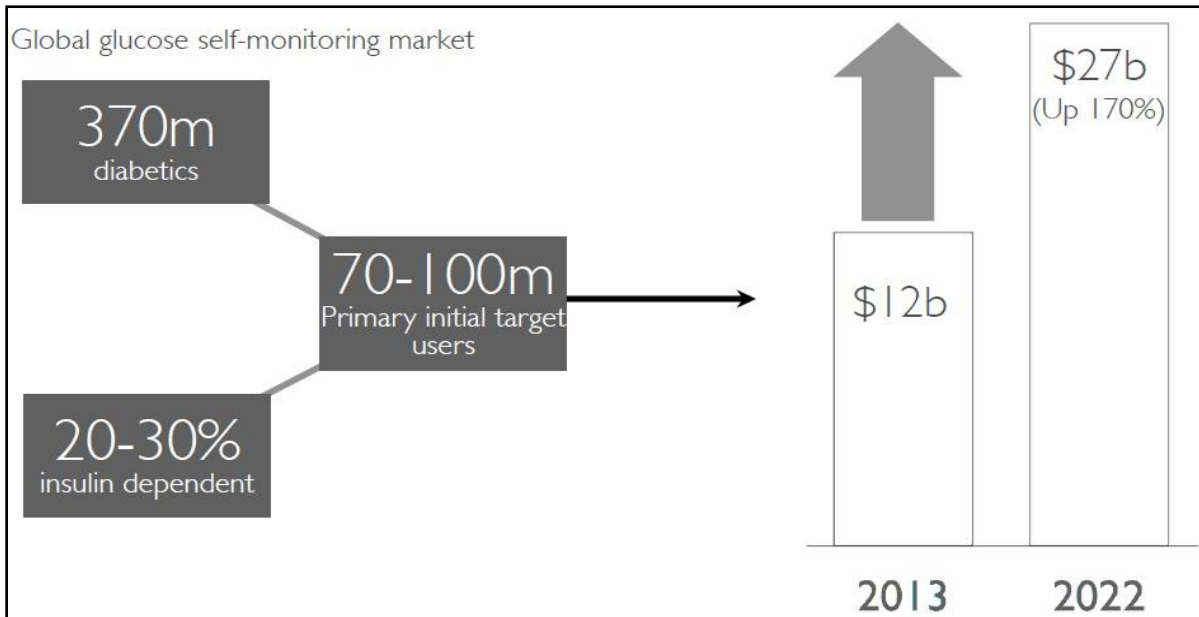 Global glucose self-monitoring market
370m
diabetics
70-100m
Primary initial target
users
20-30%
insulin dependent
$12b
$27b
(Up 170%)
2013
2022